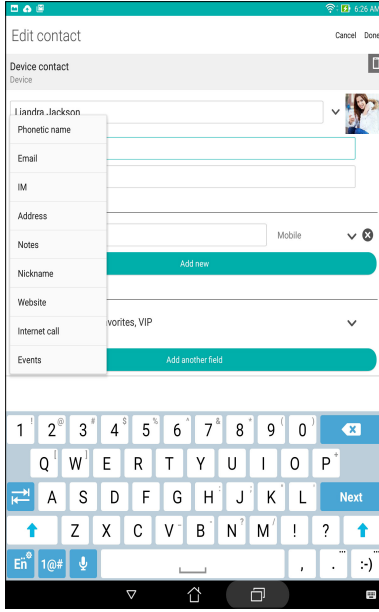 6:26 AM
Edit contact
Cancel Done
Device contact
Device
Liandra Jackson
Phonetic name
Email
IM
Address
Notes
Mobile
Nickname
Add new
Website
Internet call
vorites, VIP
Events
Add another field
1 ! 2 @ 3 # 4 $ 5 % 6 ^ 7 & 8 * 9 ( 0 )
Q [ W ] E R T Y U I O P +
A S D F G H : J ; K " L ' Next
Z X C V - B _ N ? M / ! ?
En 1@# , . ... :-) ...